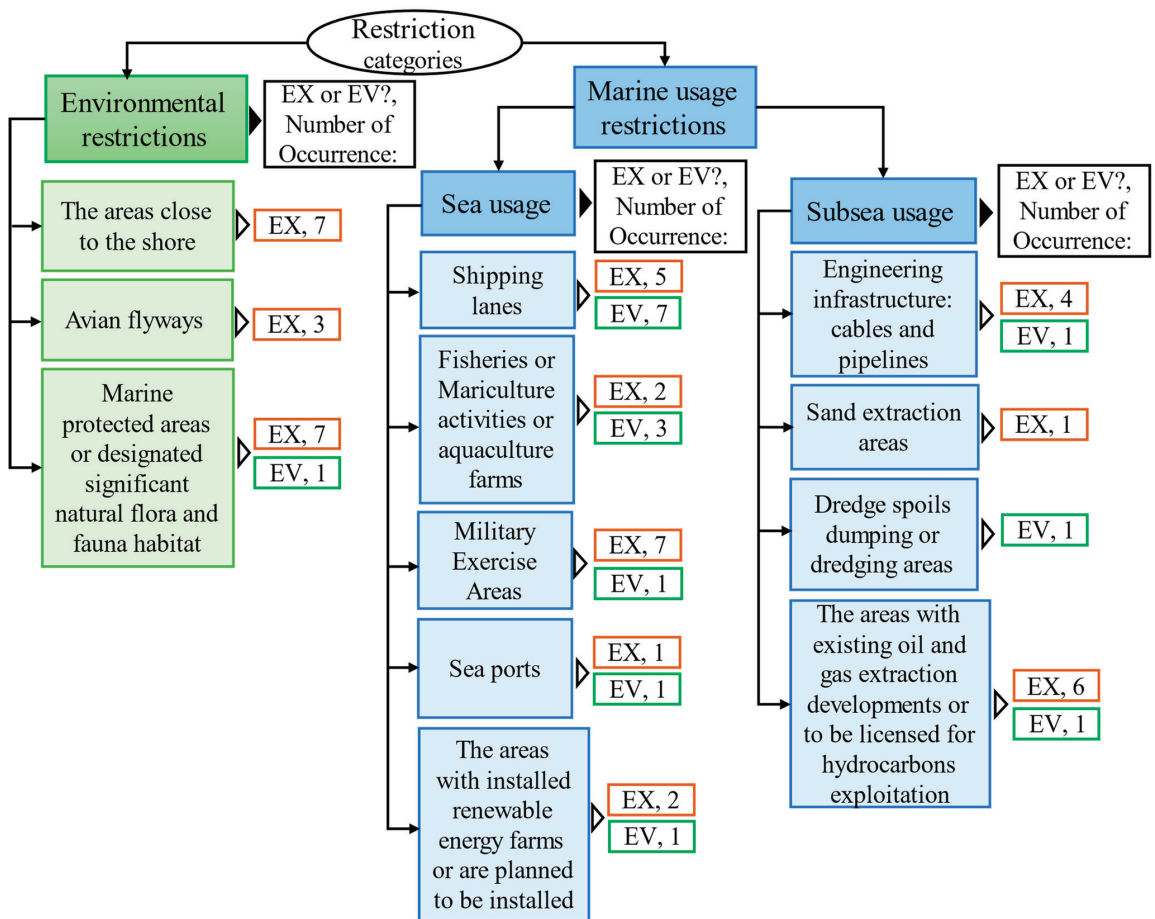 Restriction
categories
Environmental
restrictions
EX or EV?,
Number of
Occurrence:
The areas close
to the shore
EX, 7
Avian flyways
EX, 3
Marine
protected areas
or designated
significant
natural flora and
fauna habitat
EX, 7
EV, 1
Marine usage
restrictions
Sea usage
EX or EV?,
Number of
Occurrence:
Shipping
lanes
EX, 5
EV, 7
Fisheries or
Mariculture
activities or
aquaculture
farms
EX, 2
EV, 3
Military
Exercise
Areas
EX, 7
EV, 1
Sea ports
EX, 1
EV, 1
The areas
with installed
renewable
energy farms
or are planned
to be installed
EX, 2
EV, 1
Subsea usage
EX or EV?,
Number of
Occurrence:
Engineering
infrastructure:
cables and
pipelines
EX, 4
EV, 1
Sand extraction
areas
EX, 1
Dredge spoils
dumping or
dredging areas
EV, 1
The areas with
existing oil and
gas extraction
developments or
to be licensed for
hydrocarbons
exploitation
EX, 6
EV, 1